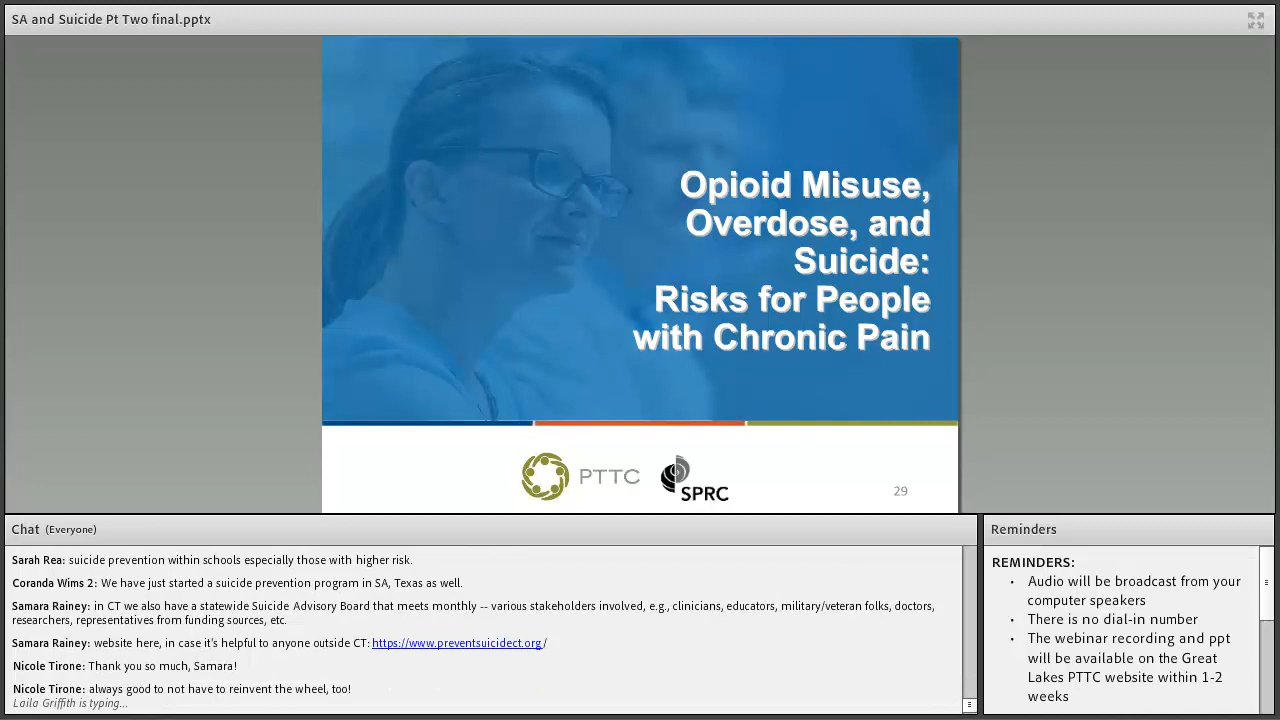 SA and Suicide Pt Two final.pptx
Opioid Misuse,
Overdose, and
Suicide:
Risks for People
with Chronic Pain
PTTC
SPRC
29
Chat (Everyone)
Sarah Rea: suicide prevention within schools especially those with higher risk.
Coranda Wims 2: We have just started a suicide prevention program in SA, Texas as well.
Samara Rainey: in CT we also have a statewide Suicide Advisory Board that meets monthly -- various stakeholders involved, e.g., clinicians, educators, military/veteran folks, doctors,
researchers, representatives from funding sources, etc.
Samara Rainey: website here, in case it's helpful to anyone outside CT: https://www.preventsuicidect.org/
Nicole Tirone: Thank you so much, Samara!
Nicole Tirone: always good to not have to reinvent the wheel, too!
Laila Griffith is typing...
Reminders
REMINDERS:
• Audio will be broadcast from your
computer speakers
• There is no dial-in number
• The webinar recording and ppt
will be available on the Great
Lakes PTTC website within 1-2
weeks